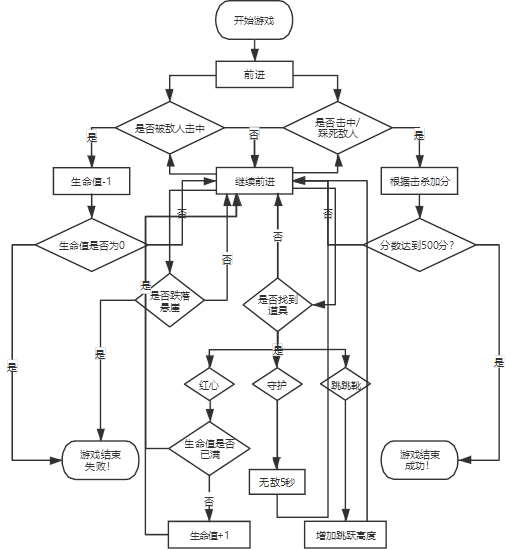 开始游戏
前进
是否被敌人击中
是否击中/
踩死敌人
是
否
是
生命值-1
继续前进
根据击杀加分
否
否
生命值是否为0
分数达到500分?
否
否
是
是否跌落
悬崖
是否找到
道具
是
是
是
是
红心
守护
跳跳靴
生命值是否
已满
游戏结束
失败!
游戏结束
成功!
无敌5秒
否
生命值+1
增加跳跃高度